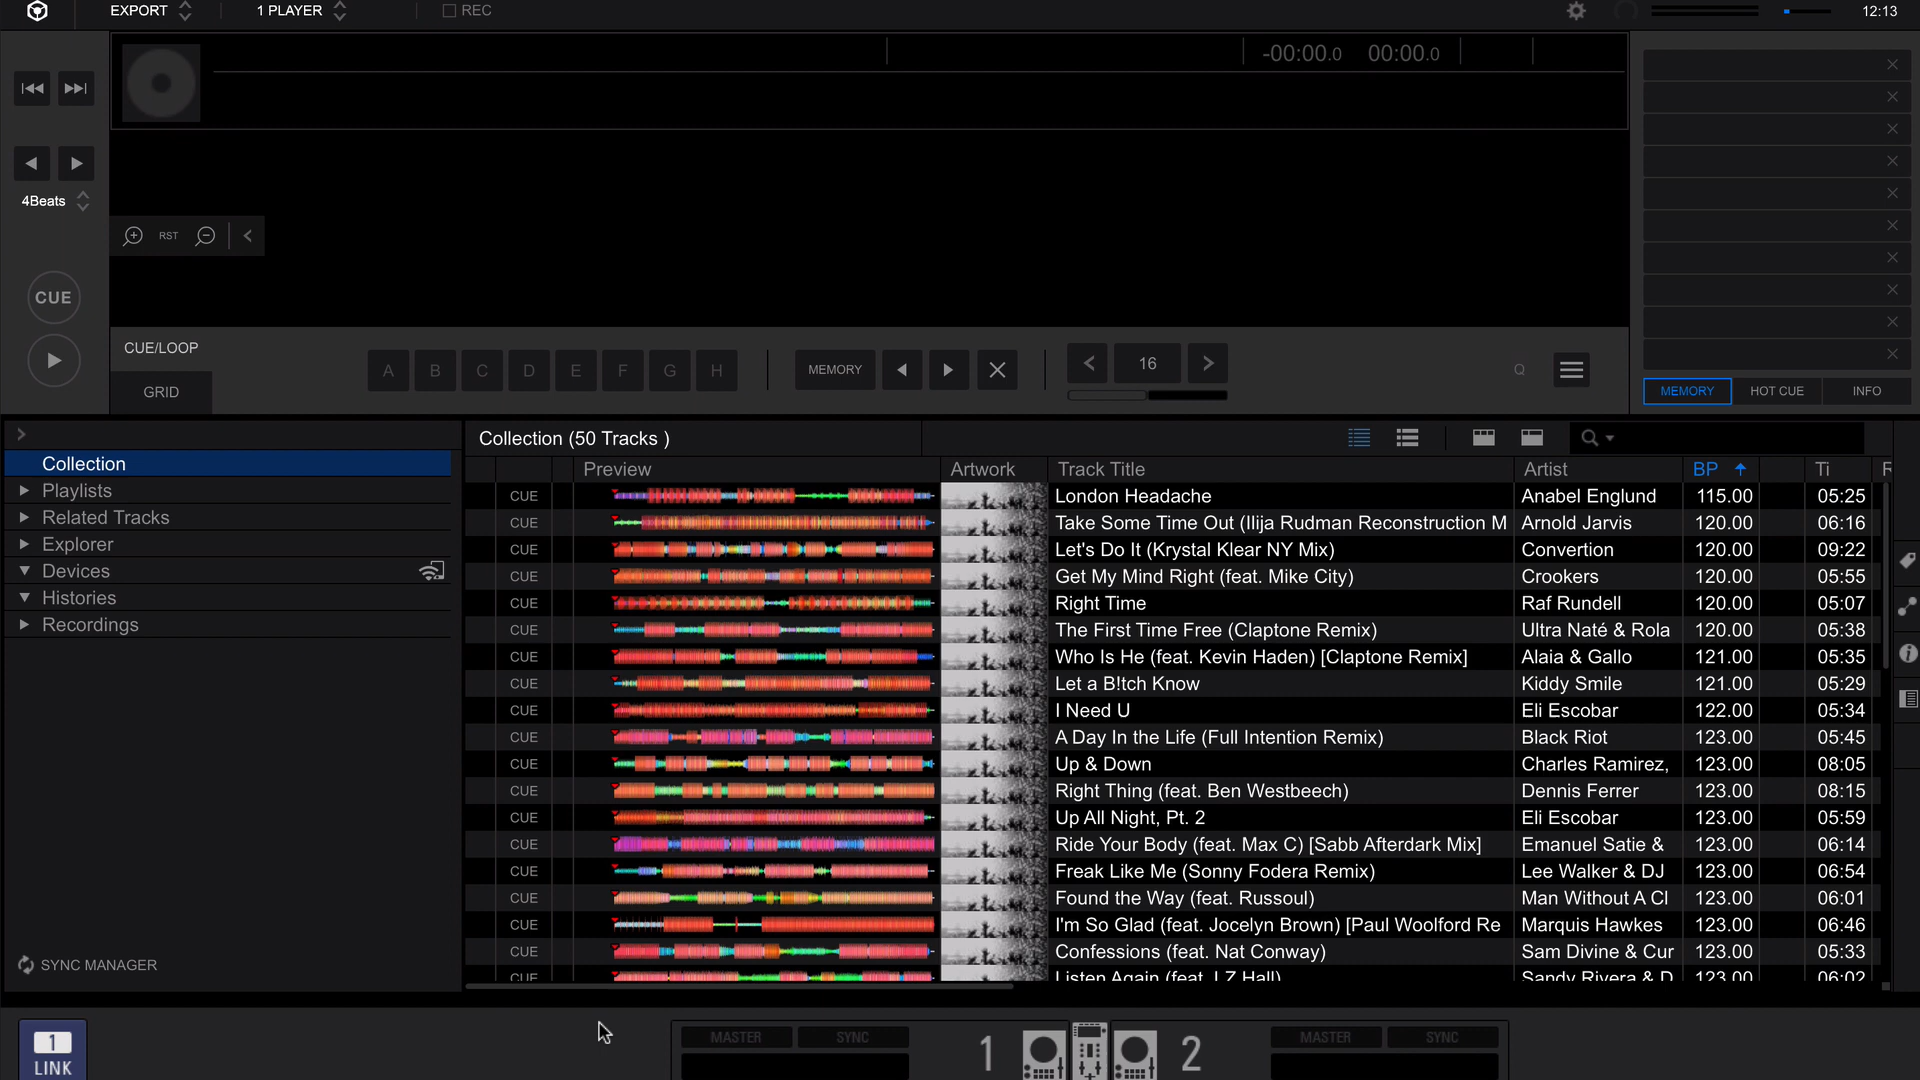 EXPORT 1 PLAYER REC 12:13
-00:00.0 00:00.0
4Beats
RST
CUE
CUE/LOOP
A B C D E F G H MEMORY 16 Q
GRID
MEMORY HOT CUE INFO
Collection (50 Tracks )
Collection
Playlists
Related Tracks
Explorer
Devices
Histories
Recordings
SYNC MANAGER
Preview Artwork Track Title Artist BP Ti R
CUE London Headache Anabel Englund 115.00 05:25
CUE Take Some Time Out (Ilija Rudman Reconstruction M Arnold Jarvis 120.00 06:16
CUE Let's Do It (Krystal Klear NY Mix) Convertion 120.00 09:22
CUE Get My Mind Right (feat. Mike City) Crookers 120.00 05:55
CUE Right Time Raf Rundell 120.00 05:07
CUE The First Time Free (Claptone Remix) Ultra Naté & Rola 120.00 05:38
CUE Who Is He (feat. Kevin Haden) [Claptone Remix] Alaia & Gallo 121.00 05:35
CUE Let a B!tch Know Kiddy Smile 121.00 05:29
CUE I Need U Eli Escobar 122.00 05:34
CUE A Day In the Life (Full Intention Remix) Black Riot 123.00 05:45
CUE Up & Down Charles Ramirez, 123.00 08:05
CUE Right Thing (feat. Ben Westbeech) Dennis Ferrer 123.00 08:15
CUE Up All Night, Pt. 2 Eli Escobar 123.00 05:59
CUE Ride Your Body (feat. Max C) [Sabb Afterdark Mix] Emanuel Satie & 123.00 06:14
CUE Freak Like Me (Sonny Fodera Remix) Lee Walker & DJ 123.00 06:54
CUE Found the Way (feat. Russoul) Man Without A Cl 123.00 06:01
CUE I'm So Glad (feat. Jocelyn Brown) [Paul Woolford Re Marquis Hawkes 123.00 06:46
CUE Confessions (feat. Nat Conway) Sam Divine & Cur 123.00 05:33
CUE Listen Again (feat. LZ Hall) Sandy Rivera & D 123.00 06:02
1 LINK
MASTER SYNC 1 2 MASTER SYNC